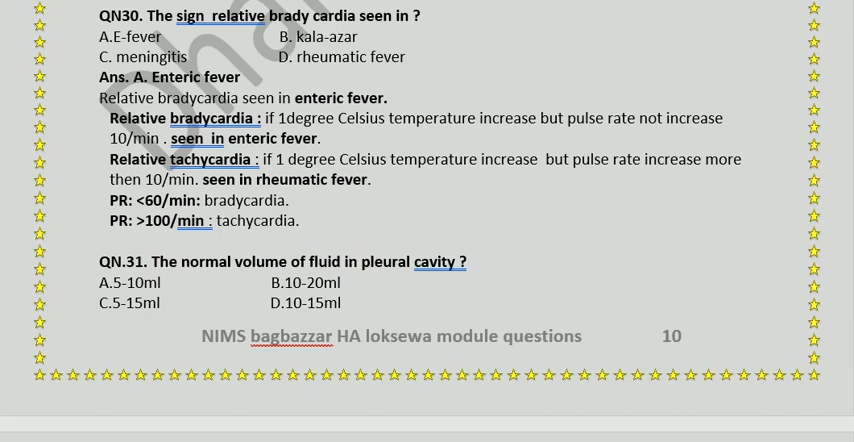 QN30. The sign relative brady cardia seen in ?
A.E-fever B. kala-azar
C. meningitis D. rheumatic fever
Ans. A. Enteric fever
Relative bradycardia seen in enteric fever.
Relative bradycardia : if 1degree Celsius temperature increase but pulse rate not increase
10/min . seen in enteric fever.
Relative tachycardia : if 1 degree Celsius temperature increase but pulse rate increase more
then 10/min. seen in rheumatic fever.
PR: <60/min: bradycardia.
PR: >100/min : tachycardia.
QN.31. The normal volume of fluid in pleural cavity ?
A.5-10ml B.10-20ml
C.5-15ml D.10-15ml
NIMS bagbazzar HA loksewa module questions 10